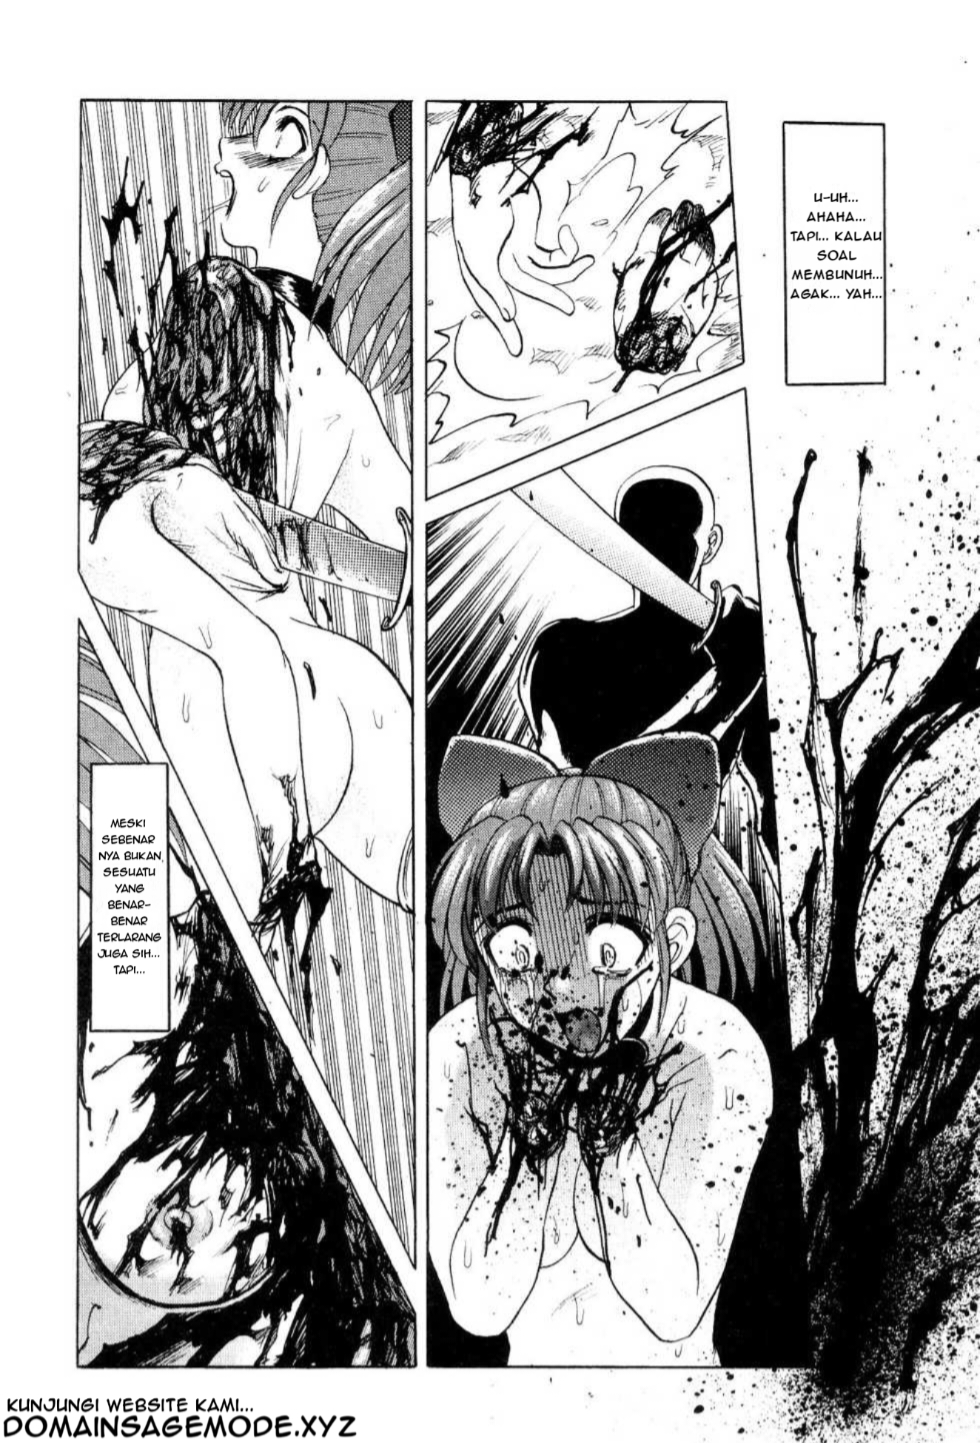 U-UH...
AHAHA...
TAPI... KALAU
SOAL
MEMBUNUH...
AGAK... YAH...
MESKI
SEBENAR
NYA BUKAN,
SESUATU
YANG
BENAR-
BENAR
TERLARANG
JUGA SIH...
TAPI...
KUNJUNGI WEBSITE KAMI...
DOMAINSAGEMODE.XYZ